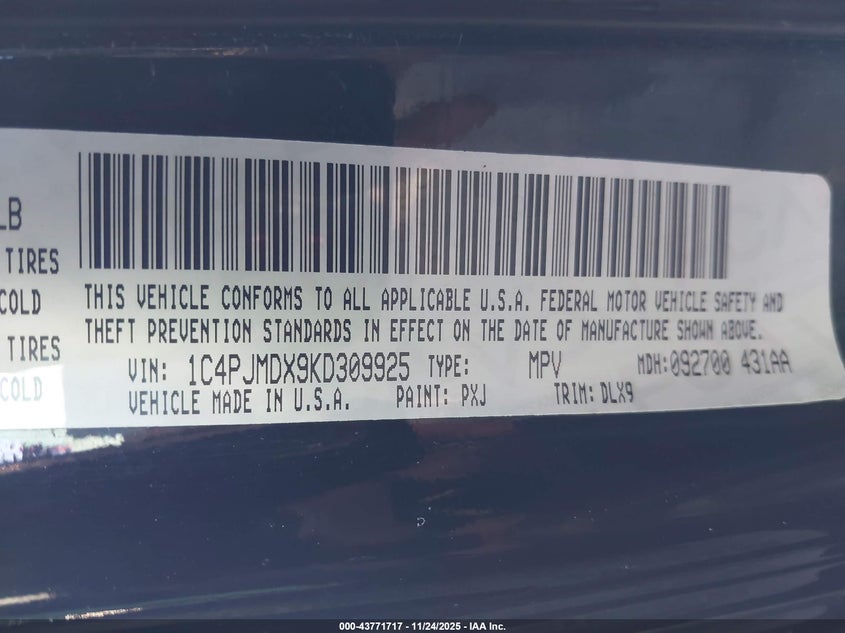 LB
TIRES
COLD
TIRES
COLD
THIS VEHICLE CONFORMS TO ALL APPLICABLE U.S.A. FEDERAL MOTOR VEHICLE SAFETY AND
THEFT PREVENTION STANDARDS IN EFFECT ON THE DATE OF MANUFACTURE SHOWN ABOVE.
VIN: 1C4PJMDX9KD309925 TYPE: MPV MDH:092700 431AA
VEHICLE MADE IN U.S.A. PAINT: PXJ TRIM: DLX9
000-43771717 - 11/24/2025 - IAA Inc.